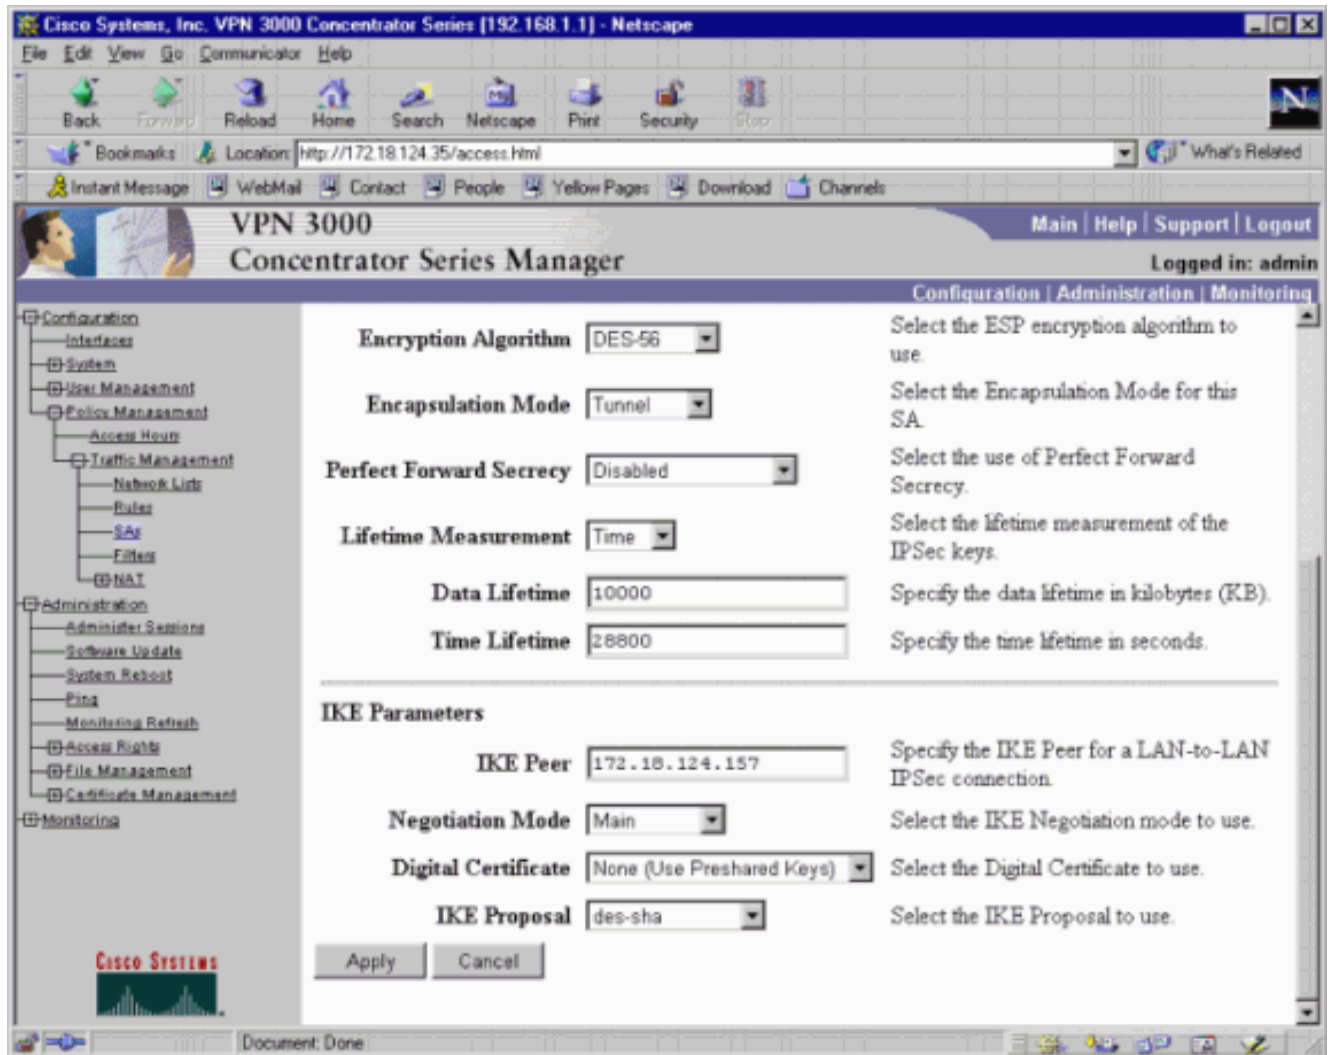 Cisco Systems, Inc. VPN 3000 Concentrator Series [192.168.1.1] - Netscape
File Edit View Go Communicator Help
Back Forward Reload Home Search Netscape Print Security Stop
Bookmarks Location: http://172.18.124.35/access.html What's Related
Instant Message WebMail Contact People Yellow Pages Download Channels
VPN 3000
Concentrator Series Manager
Main | Help | Support | Logout
Logged in: admin
Configuration | Administration | Monitoring
Configuration
Interfaces
System
User Management
Policy Management
Access Hours
Traffic Management
Network Lists
Rules
SAs
Filters
NAT
Administration
Administer Sessions
Software Update
System Reboot
Ping
Monitoring Refresh
Access Rights
File Management
Certificate Management
Monitoring
CISCO SYSTEMS
Encryption Algorithm DES-56 Select the ESP encryption algorithm to
use.
Encapsulation Mode Tunnel Select the Encapsulation Mode for this
SA.
Perfect Forward Secrecy Disabled Select the use of Perfect Forward
Secrecy.
Lifetime Measurement Time Select the lifetime measurement of the
IPSec keys.
Data Lifetime 10000 Specify the data lifetime in kilobytes (KB).
Time Lifetime 28800 Specify the time lifetime in seconds.
IKE Parameters
IKE Peer 172.18.124.157 Specify the IKE Peer for a LAN-to-LAN
IPSec connection.
Negotiation Mode Main Select the IKE Negotiation mode to use.
Digital Certificate None (Use Preshared Keys) Select the Digital Certificate to use.
IKE Proposal des-sha Select the IKE Proposal to use.
Apply Cancel
Document: Done